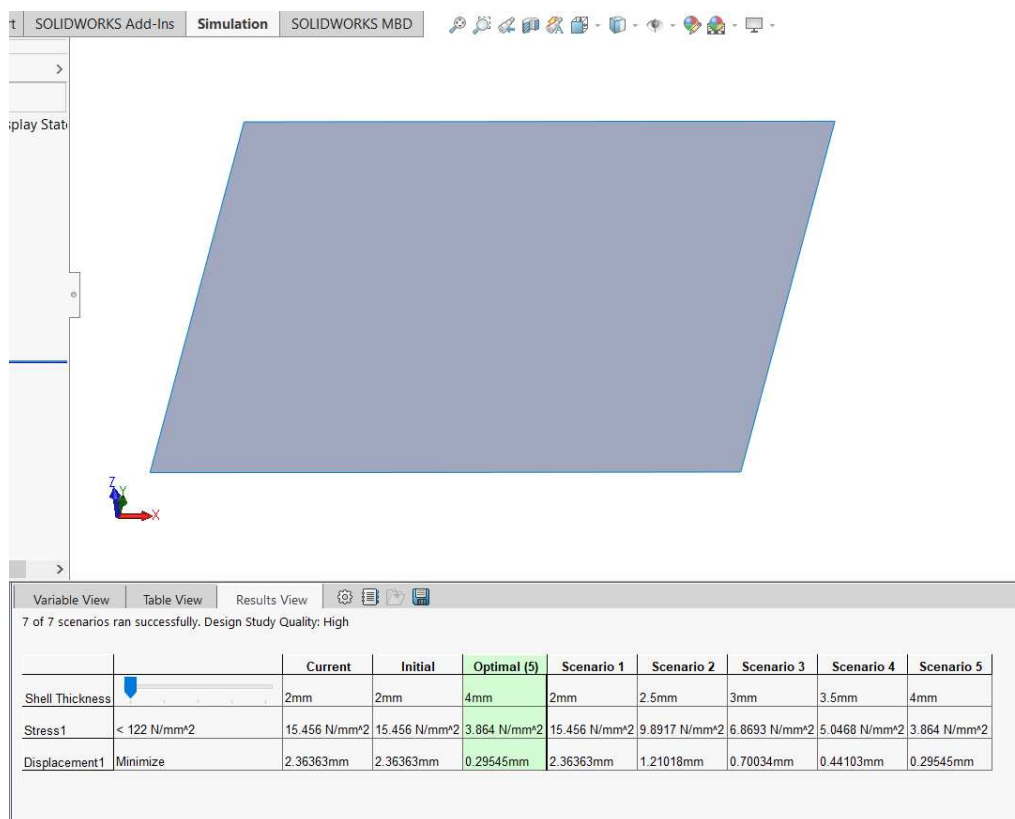 t SOLIDWORKS Add-Ins Simulation SOLIDWORKS MBD
splay State
Z
Y
X
Variable View Table View Results View
7 of 7 scenarios ran successfully. Design Study Quality: High
Current Initial Optimal (5) Scenario 1 Scenario 2 Scenario 3 Scenario 4 Scenario 5
Shell Thickness 2mm 2mm 4mm 2mm 2.5mm 3mm 3.5mm 4mm
Stress1 < 122 N/mm^2 15.456 N/mm^2 15.456 N/mm^2 3.864 N/mm^2 15.456 N/mm^2 9.8917 N/mm^2 6.8693 N/mm^2 5.0468 N/mm^2 3.864 N/mm^2
Displacement1 Minimize 2.36363mm 2.36363mm 0.29545mm 2.36363mm 1.21018mm 0.70034mm 0.44103mm 0.29545mm